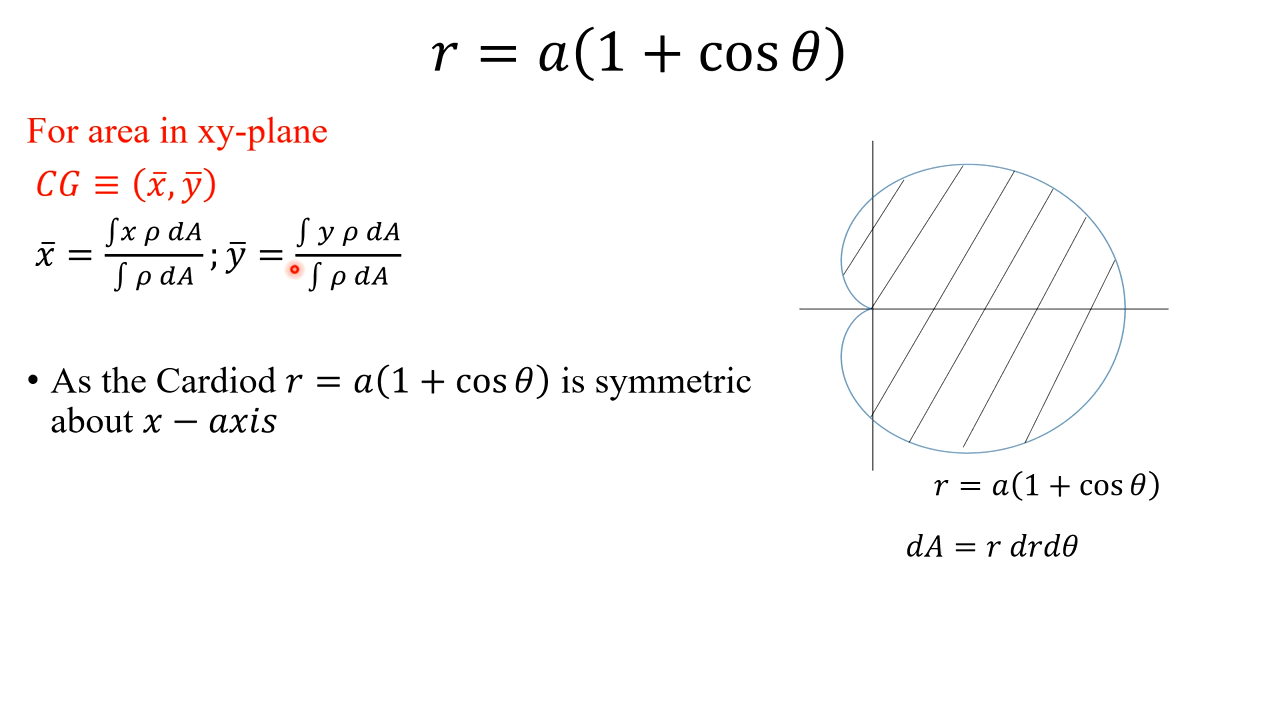 r = a(1 + cos θ)
For area in xy-plane
CG ≡ (x̄, ȳ)
x̄ = ∫x ρ dA / ∫ ρ dA ; ȳ = ∫ y ρ dA / ∫ ρ dA
• As the Cardiod r = a(1 + cos θ) is symmetric
about x − axis
r = a(1 + cos θ)
dA = r drdθ